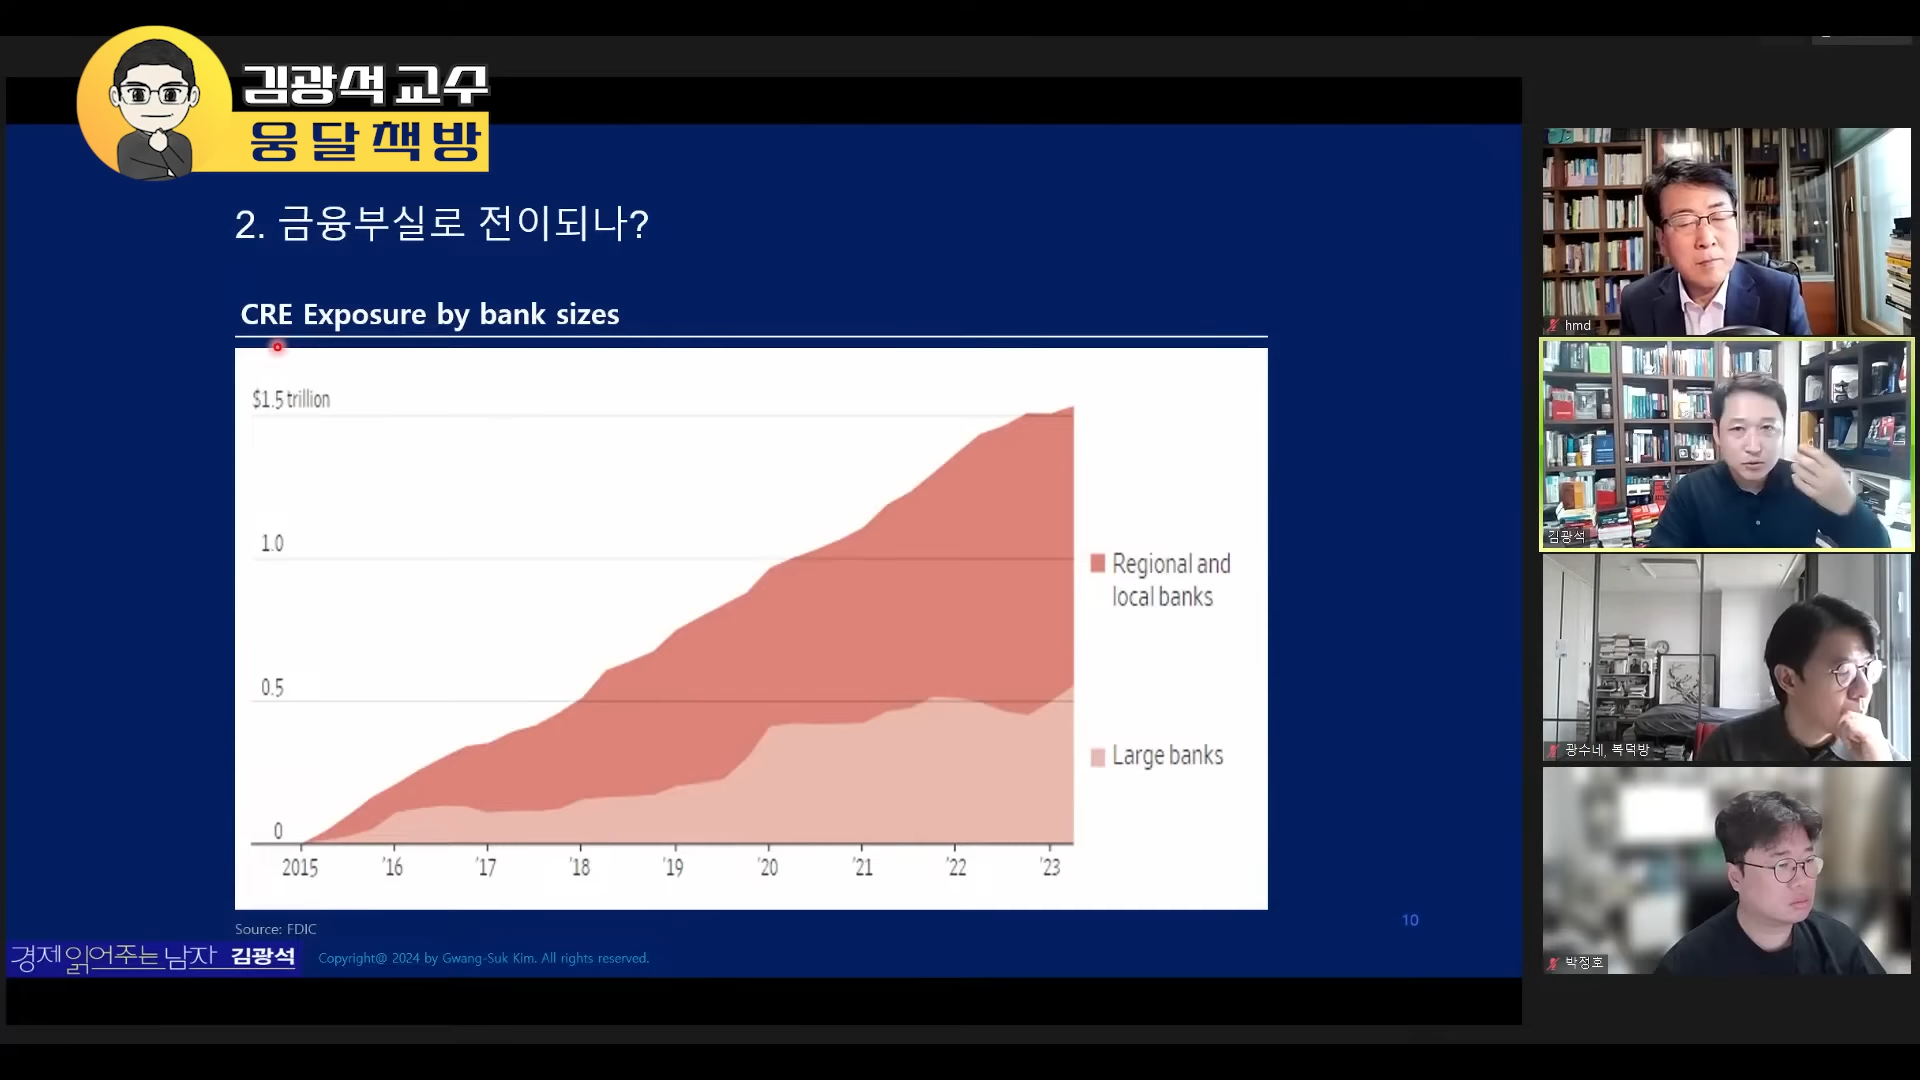 김광석 교수
웅달책방
2. 금융부실로 전이되나?
CRE Exposure by bank sizes
$1.5 trillion
1.0
0.5
0
2015 '16 '17 '18 '19 '20 '21 '22 '23
Regional and
local banks
Large banks
Source: FDIC
10
경제 읽어주는 남자 김광석
Copyright@ 2024 by Gwang-Suk Kim. All rights reserved.
hmd
김광석
광수네, 복덕방
박정호